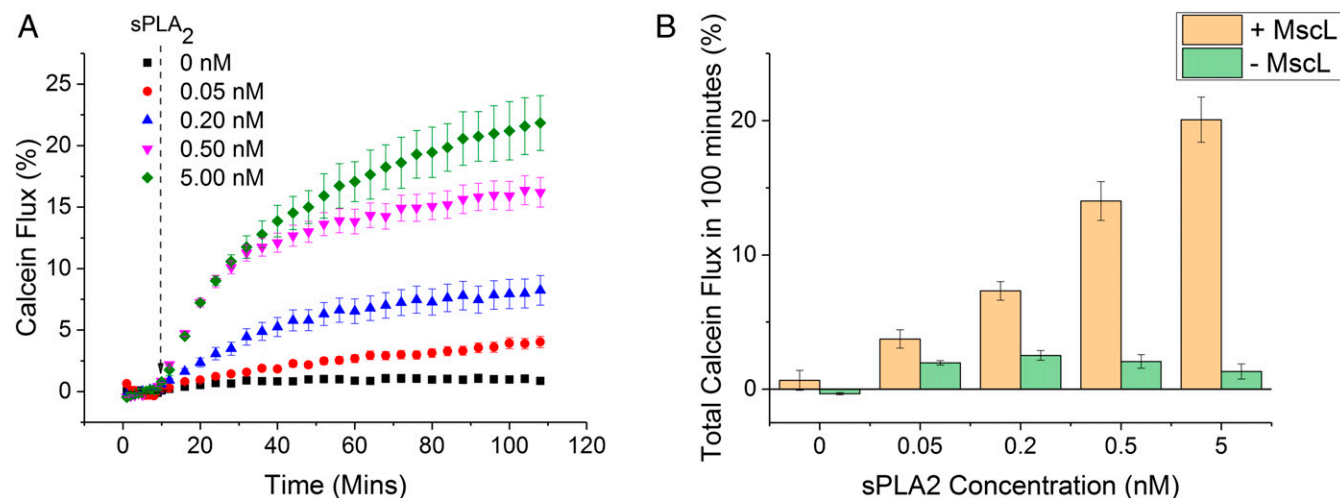 A
sPLA2
0 nM
0.05 nM
0.20 nM
0.50 nM
5.00 nM
Calcein Flux (%)
25
20
15
10
5
0
0 20 40 60 80 100 120
Time (Mins)
B
+ MscL
- MscL
Total Calcein Flux in 100 minutes (%)
20
10
0
0 0.05 0.2 0.5 5
sPLA2 Concentration (nM)